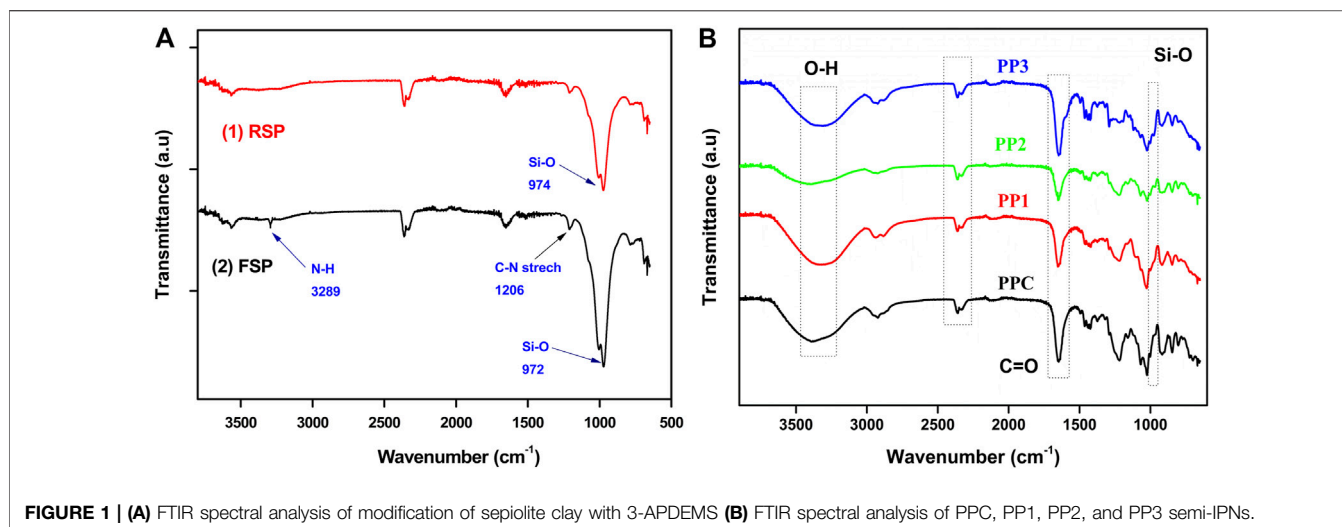 A
(1) RSP
Si-O
974
(2) FSP
N-H
3289
C-N strech
1206
Si-O
972
Transmittance (a.u)
3500 3000 2500 2000 1500 1000 500
Wavenumber (cm⁻¹)
B
O-H
Si-O
PP3
PP2
PP1
PPC
C=O
Transmittance (a.u)
3500 3000 2500 2000 1500 1000
Wavenumber (cm⁻¹)
FIGURE 1 | (A) FTIR spectral analysis of modification of sepiolite clay with 3-APDEMS (B) FTIR spectral analysis of PPC, PP1, PP2, and PP3 semi-IPNs.